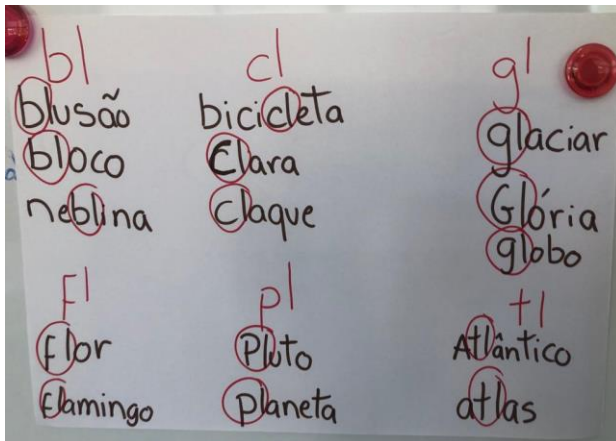 bl
blusão
bloco
neblina
cl
bicicleta
Clara
claque
gl
glaciar
Glória
globo
fl
flor
flamingo
pl
Pluto
planeta
tl
Atlântico
atlas